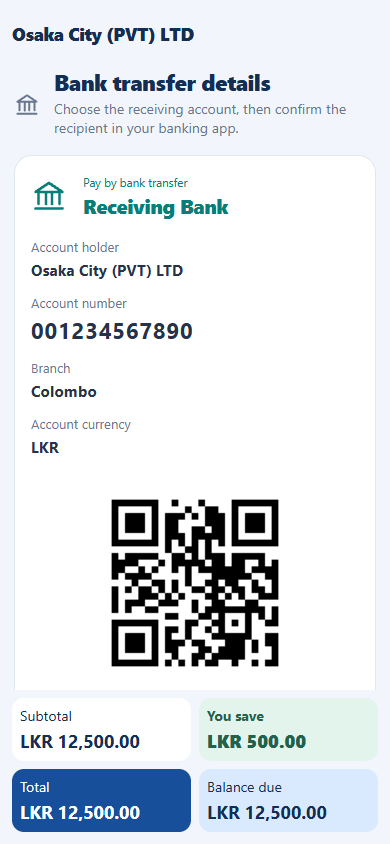 Osaka City (PVT) LTD
Bank transfer details
Choose the receiving account, then confirm the
recipient in your banking app.
Pay by bank transfer
Receiving Bank
Account holder
Osaka City (PVT) LTD
Account number
001234567890
Branch
Colombo
Account currency
LKR
Subtotal
LKR 12,500.00
You save
LKR 500.00
Total
LKR 12,500.00
Balance due
LKR 12,500.00